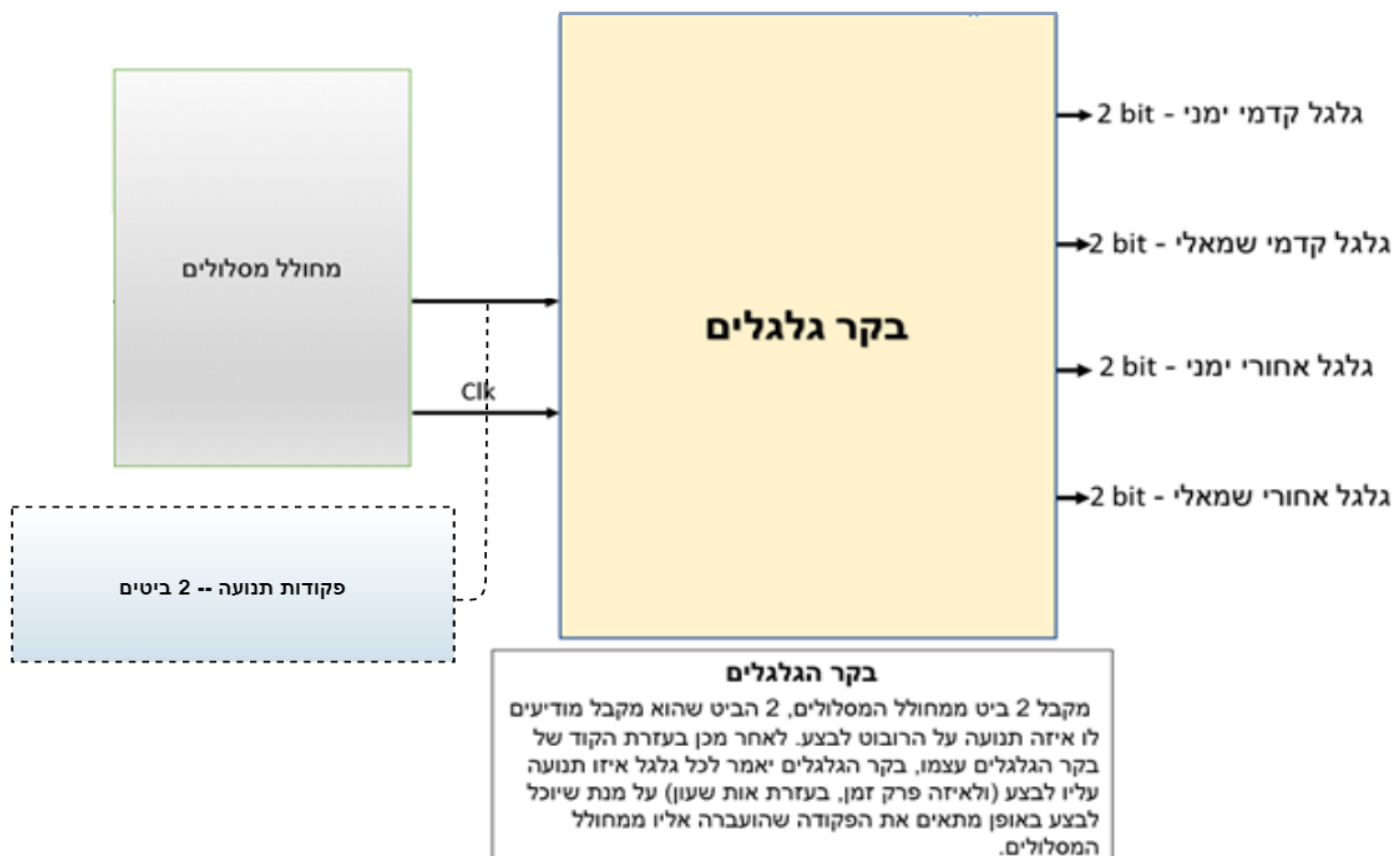 מחולל מסלולים
Clk
פקודות תנועה -- 2 ביטים
בקר גלגלים
גלגל קדמי ימני - 2 bit
גלגל קדמי שמאלי - 2 bit
גלגל אחורי ימני - 2 bit
גלגל אחורי שמאלי - 2 bit
בקר הגלגלים
מקבל 2 ביט ממחולל המסלולים, 2 הביט שהוא מקבל מודיעים
לו איזה תנועה על הרובוט לבצע. לאחר מכן בעזרת הקוד של
בקר הגלגלים עצמו, בקר הגלגלים יאמר לכל גלגל איזו תנועה
עליו לבצע (ולאיזה פרק זמן, בעזרת אות שעון) על מנת שיוכל
לבצע באופן מתאים את הפקודה שהועברה אליו ממחולל
המסלולים.